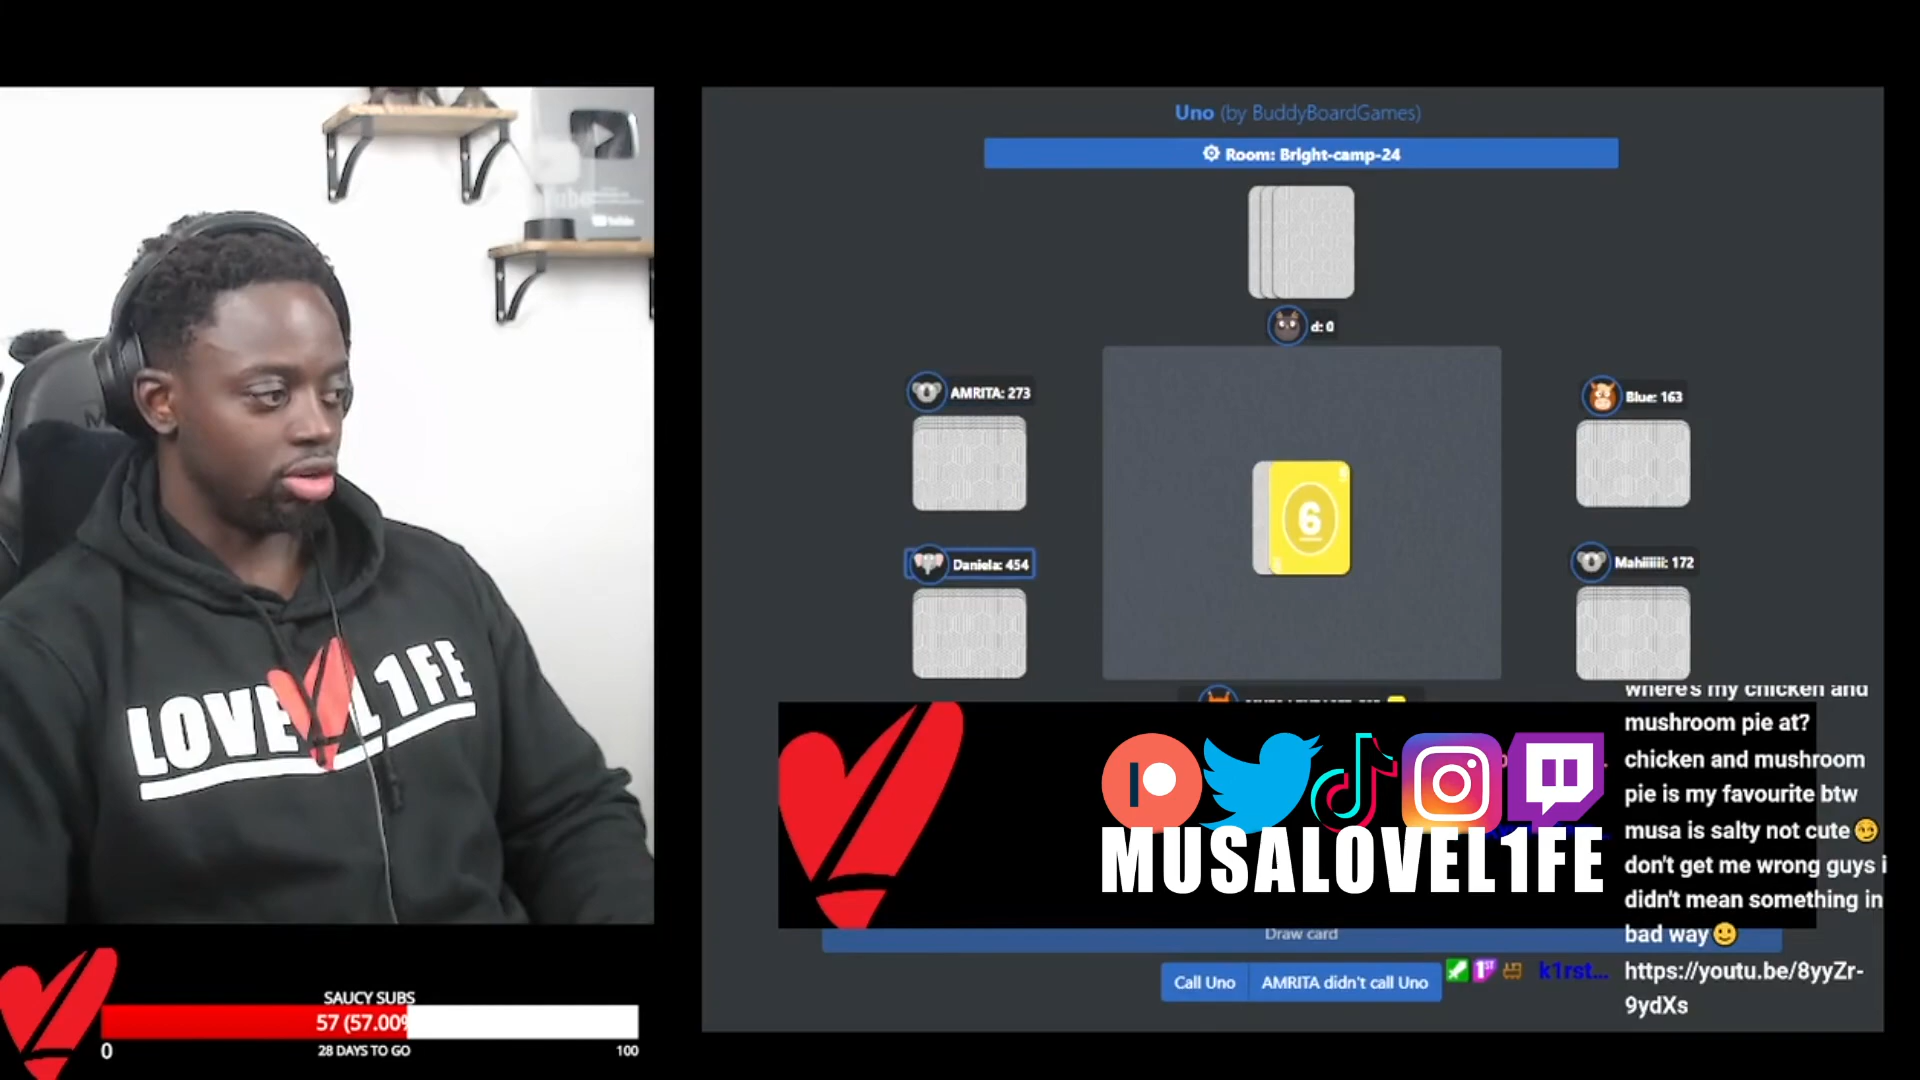 Uno (by BuddyBoardGames)
Room: Bright-camp-24
d: 0
AMRITA: 273
Blue: 163
Daniela: 454
Mahiiiiii: 172
6
LOVEL1FE
where's my chicken and
mushroom pie at?
chicken and mushroom
pie is my favourite btw
musa is salty not cute
don't get me wrong guys i
didn't mean something in
bad way
MUSALOVEL1FE
Draw card
Call Uno
AMRITA didn't call Uno
1ST
k1rst...
https://youtu.be/8yyZr-
9ydXs
SAUCY SUBS
57 (57.00%
0
28 DAYS TO GO
100